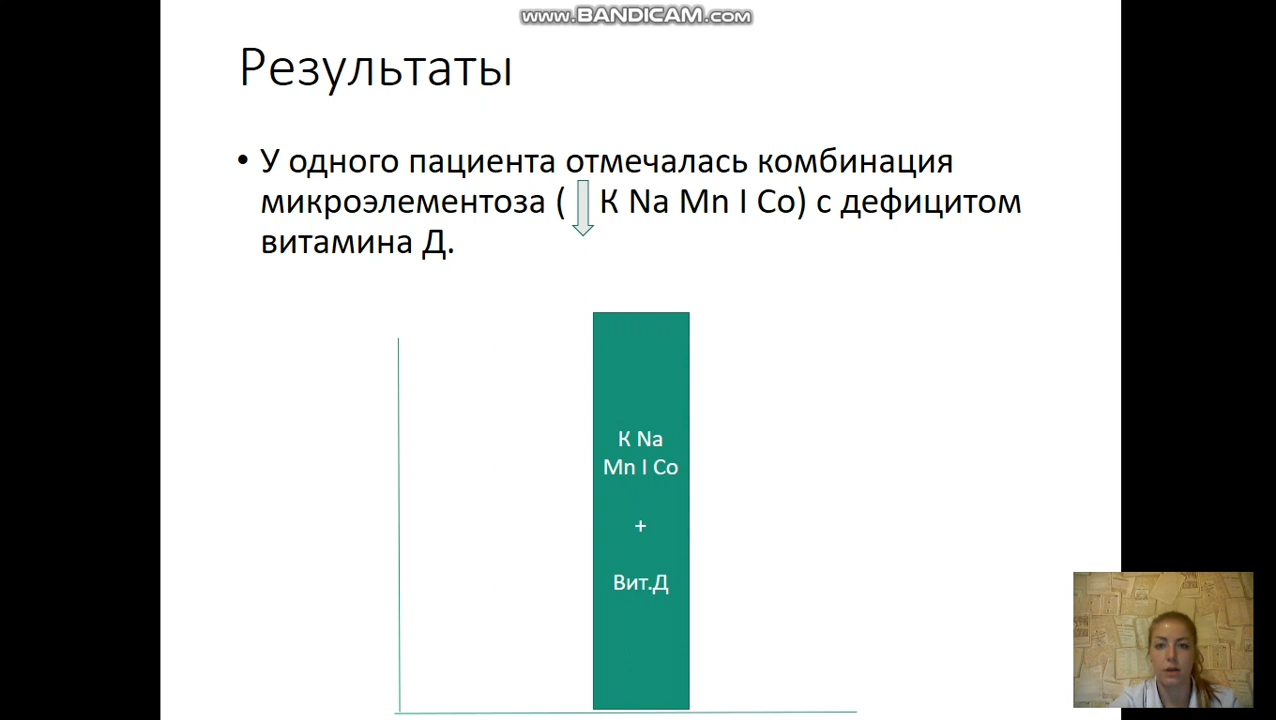 www.BANDICAM.com
Результаты
• У одного пациента отмечалась комбинация
микроэлементоза ( К Na Mn I Co) с дефицитом
витамина Д.
К Na
Mn I Co
+
Вит.Д